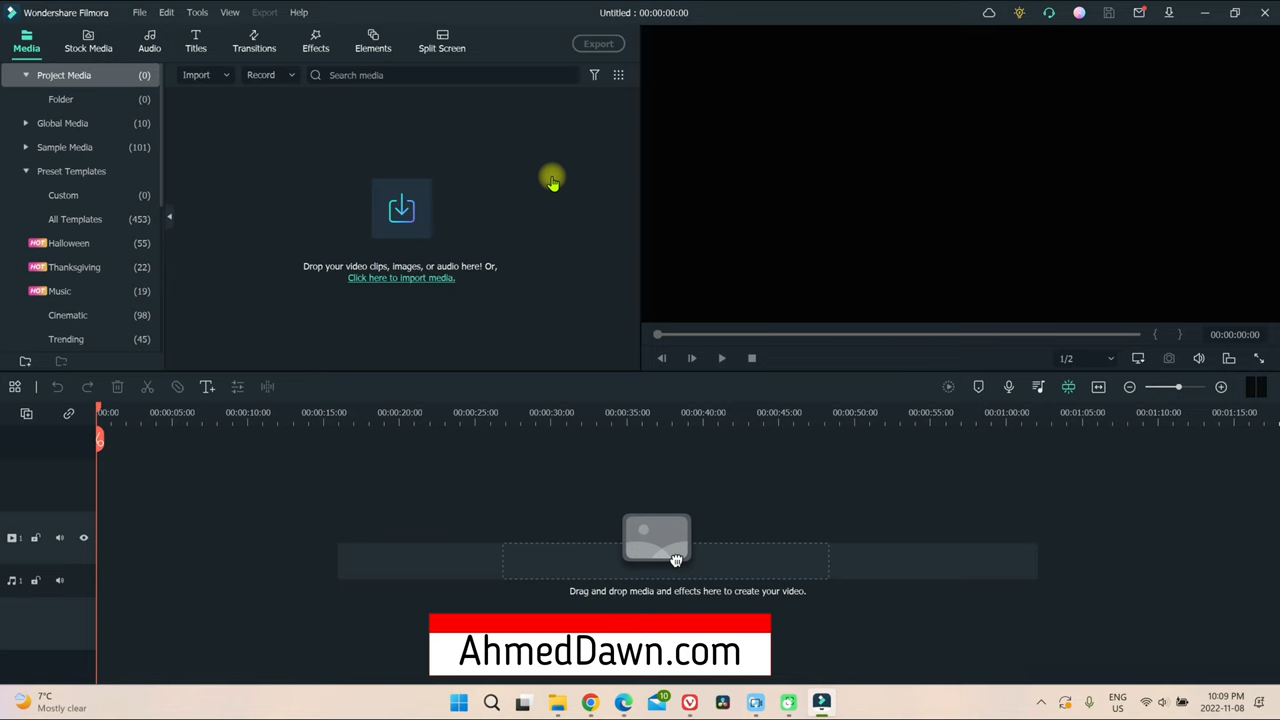 Wondershare Filmora File Edit Tools View Export Help Untitled : 00:00:00:00
Media Stock Media Audio Titles Transitions Effects Elements Split Screen Export
Project Media (0) Import Record Search media
Folder (0)
Global Media (10)
Sample Media (101)
Preset Templates
Custom (0)
All Templates (453)
HOT Halloween (55)
HOT Thanksgiving (22)
HOT Music (19)
Cinematic (98)
Trending (45)
Drop your video clips, images, or audio here! Or,
Click here to import media.
00:00:00:00
1/2
00:00 00:00:05:00 00:00:10:00 00:00:15:00 00:00:20:00 00:00:25:00 00:00:30:00 00:00:35:00 00:00:40:00 00:00:45:00 00:00:50:00 00:00:55:00 00:01:00:00 00:01:05:00 00:01:10:00 00:01:15:00
1
1
Drag and drop media and effects here to create your video.
AhmedDawn.com
7°C
Mostly clear
10
ENG
US
10:09 PM
2022-11-08